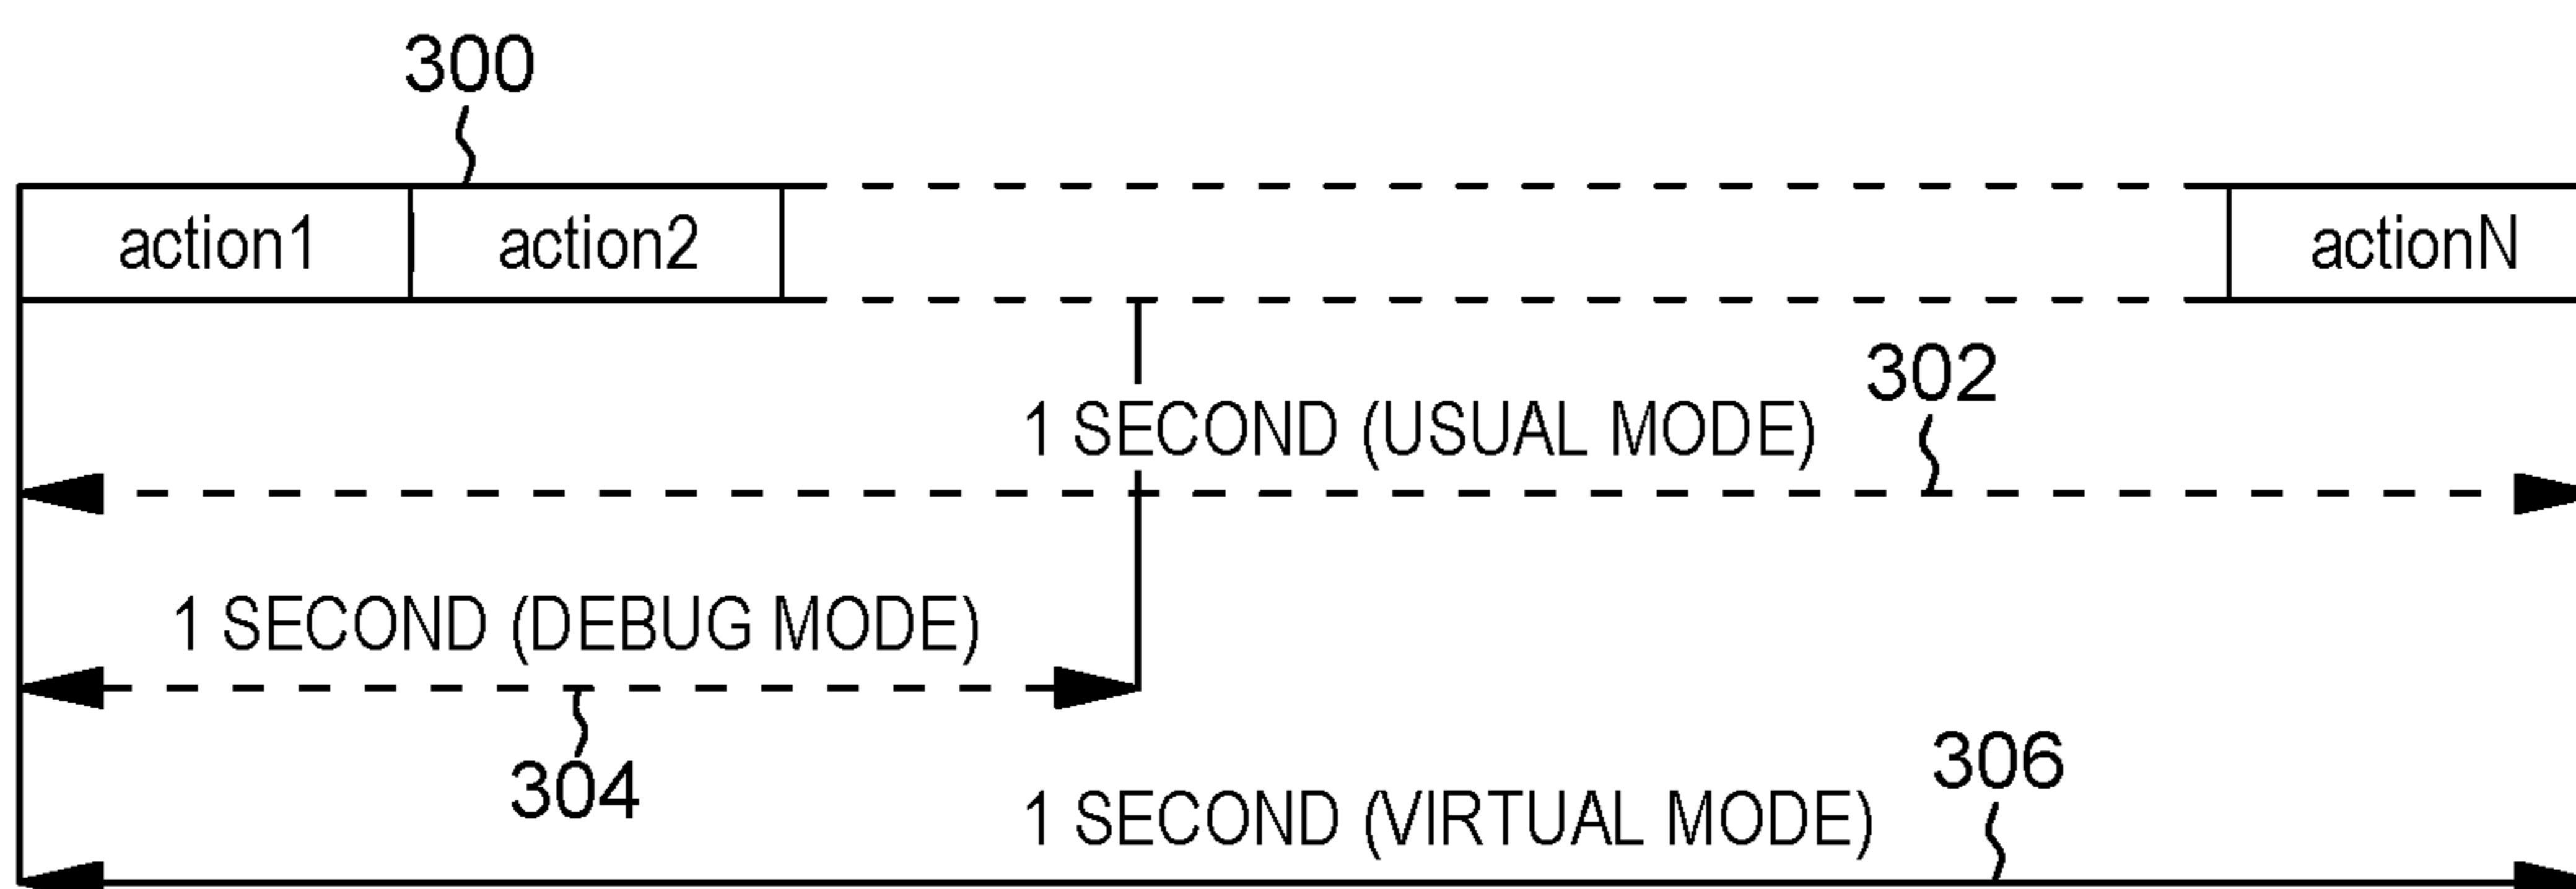 300
action1 action2 actionN
302
1 SECOND (USUAL MODE)
1 SECOND (DEBUG MODE)
304
306
1 SECOND (VIRTUAL MODE)